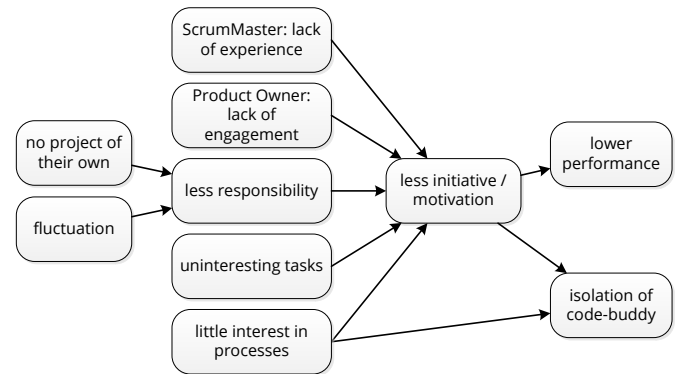 ScrumMaster: lack
of experience
Product Owner:
lack of
engagement
no project of
their own
fluctuation
less responsibility
uninteresting tasks
little interest in
processes
less initiative /
motivation
lower
performance
isolation of
code-buddy